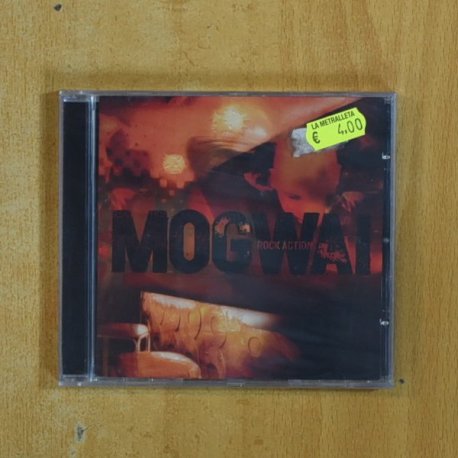 LA METRALLETA
€ 4,00
MOGWAI
ROCK ACTION